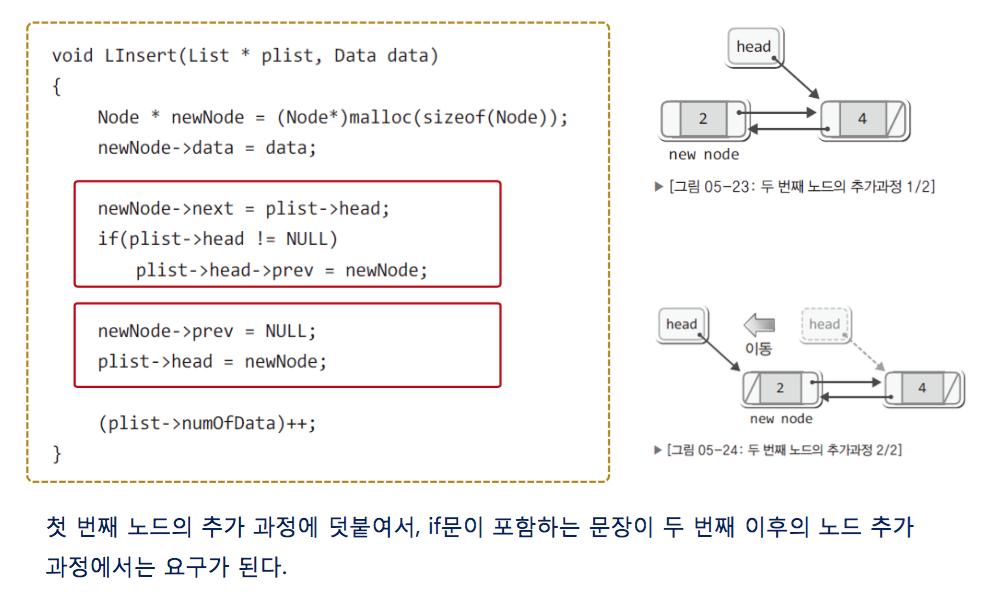 void LInsert(List * plist, Data data)
{
Node * newNode = (Node*)malloc(sizeof(Node));
newNode->data = data;
newNode->next = plist->head;
if(plist->head != NULL)
plist->head->prev = newNode;
newNode->prev = NULL;
plist->head = newNode;
(plist->numOfData)++;
}
head
2
4
new node
▶ [그림 05-23: 두 번째 노드의 추가과정 1/2]
head
head
이동
2
4
new node
▶ [그림 05-24: 두 번째 노드의 추가과정 2/2]
첫 번째 노드의 추가 과정에 덧붙여서, if문이 포함하는 문장이 두 번째 이후의 노드 추가
과정에서는 요구가 된다.